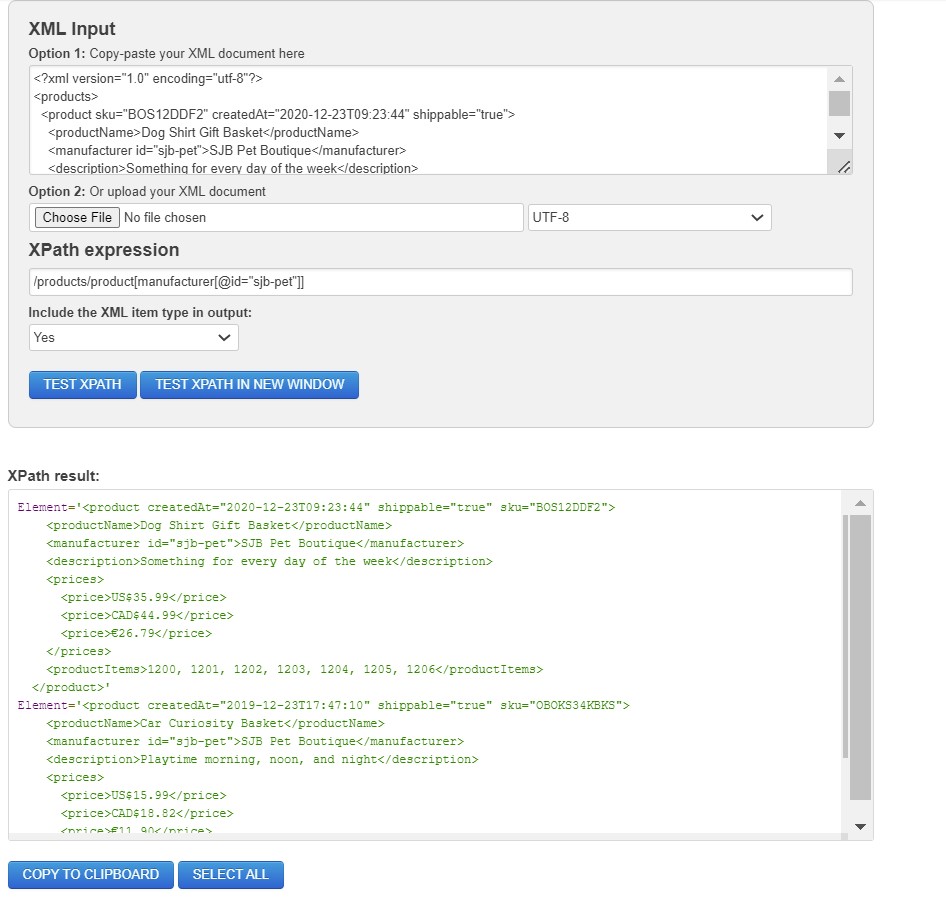 XML Input
Option 1: Copy-paste your XML document here
<?xml version="1.0" encoding="utf-8"?>
<products>
<product sku="BOS12DDF2" createdAt="2020-12-23T09:23:44" shippable="true">
<productName>Dog Shirt Gift Basket</productName>
<manufacturer id="sjb-pet">SJB Pet Boutique</manufacturer>
<description>Something for every day of the week</description>
Option 2: Or upload your XML document
Choose File No file chosen UTF-8
XPath expression
/products/product[manufacturer[@id="sjb-pet"]]
Include the XML item type in output:
Yes
TEST XPATH TEST XPATH IN NEW WINDOW
XPath result:
Element='<product createdAt="2020-12-23T09:23:44" shippable="true" sku="BOS12DDF2">
<productName>Dog Shirt Gift Basket</productName>
<manufacturer id="sjb-pet">SJB Pet Boutique</manufacturer>
<description>Something for every day of the week</description>
<prices>
<price>US$35.99</price>
<price>CAD$44.99</price>
<price>€26.79</price>
</prices>
<productItems>1200, 1201, 1202, 1203, 1204, 1205, 1206</productItems>
</product>'
Element='<product createdAt="2019-12-23T17:47:10" shippable="true" sku="OBOKS34KBKS">
<productName>Car Curiosity Basket</productName>
<manufacturer id="sjb-pet">SJB Pet Boutique</manufacturer>
<description>Playtime morning, noon, and night</description>
<prices>
<price>US$15.99</price>
<price>CAD$18.82</price>
<price>€11.90</price>
COPY TO CLIPBOARD SELECT ALL